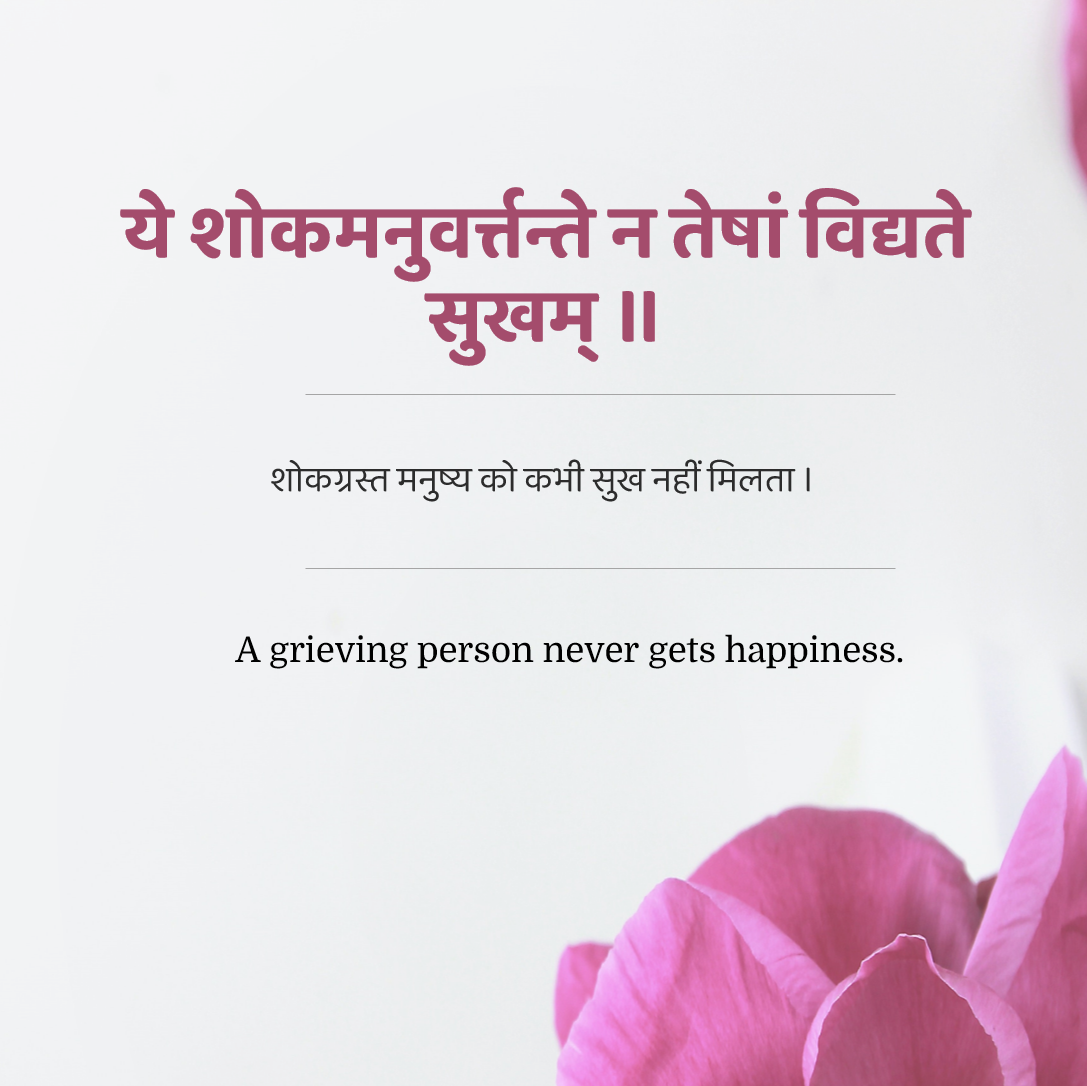 ये शोकमनुवर्त्तन्ते न तेषां विद्यते
सुखम् ॥
शोकग्रस्त मनुष्य को कभी सुख नहीं मिलता ।
A grieving person never gets happiness.